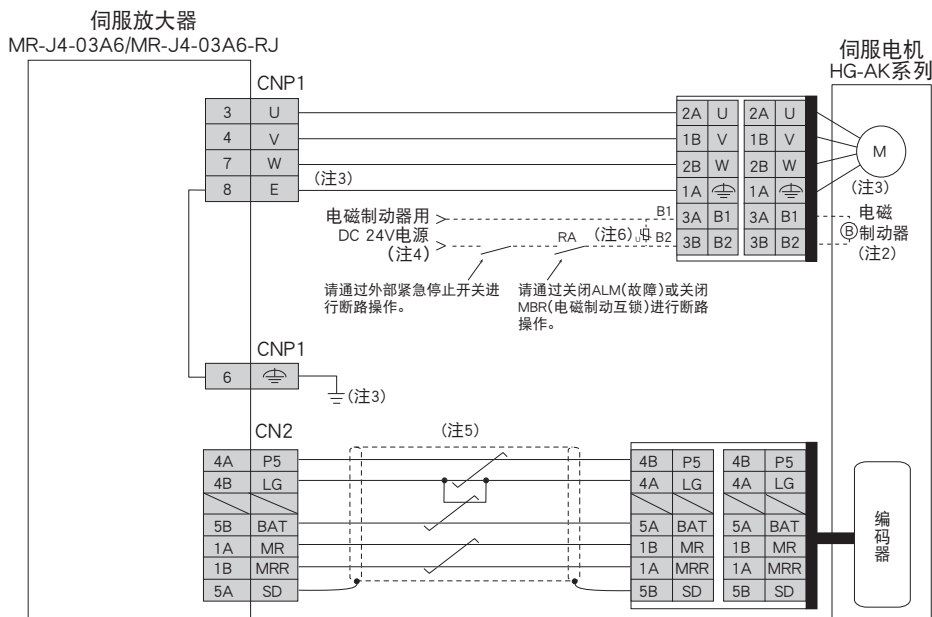 伺服放大器
MR-J4-03A6/MR-J4-03A6-RJ
伺服电机
HG-AK系列
CNP1
3 U
4 V
7 W
8 E
(注3)
2A U 2A U
1B V 1B V
2B W 2B W
1A 1A
3A B1 3A B1
3B B2 3B B2
M
(注3)
电磁制动器用
DC 24V电源
(注4)
B1
RA (注6) U B2
电磁
B 制动器
(注2)
请通过外部紧急停止开关进
行断路操作。
请通过关闭ALM(故障)或关闭
MBR(电磁制动互锁)进行断路
操作。
CNP1
6
(注3)
CN2
(注5)
4A P5
4B LG
5B BAT
1A MR
1B MRR
5A SD
4B P5 4B P5
4A LG 4A LG
5A BAT 5A BAT
1B MR 1B MR
1A MRR 1A MRR
5B SD 5B SD
编
码
器